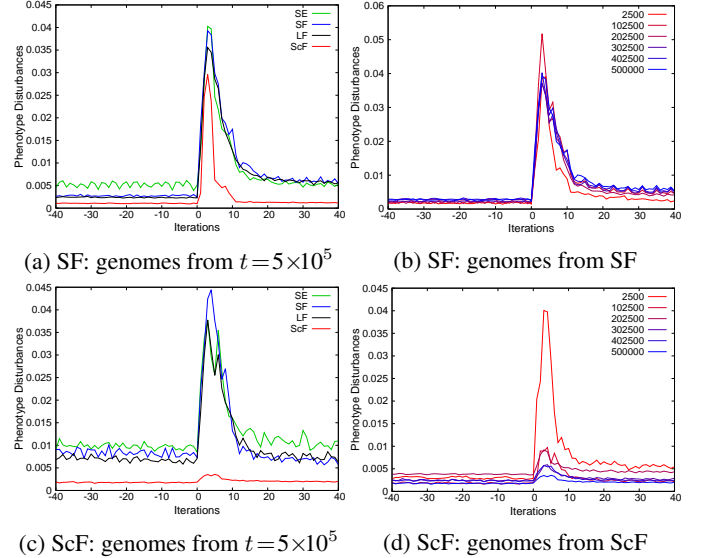 Phenotype Disturbances
0.045
0.04
0.035
0.03
0.025
0.02
0.015
0.01
0.005
0
-40 -30 -20 -10 0 10 20 30 40
Iterations
SE
SF
LF
ScF
(a) SF: genomes from t=5×10⁵
Phenotype Disturbances
0.06
0.05
0.04
0.03
0.02
0.01
-40 -30 -20 -10 0 10 20 30 40
Iterations
2500
102500
202500
302500
402500
500000
(b) SF: genomes from SF
Phenotype Disturbances
0.045
0.04
0.035
0.03
0.025
0.02
0.015
0.01
0.005
0
-40 -30 -20 -10 0 10 20 30 40
Iterations
SE
SF
LF
ScF
(c) ScF: genomes from t=5×10⁵
Phenotype Disturbances
0.045
0.04
0.035
0.03
0.025
0.02
0.015
0.01
0.005
0
-40 -30 -20 -10 0 10 20 30 40
Iterations
2500
102500
202500
302500
402500
500000
(d) ScF: genomes from ScF